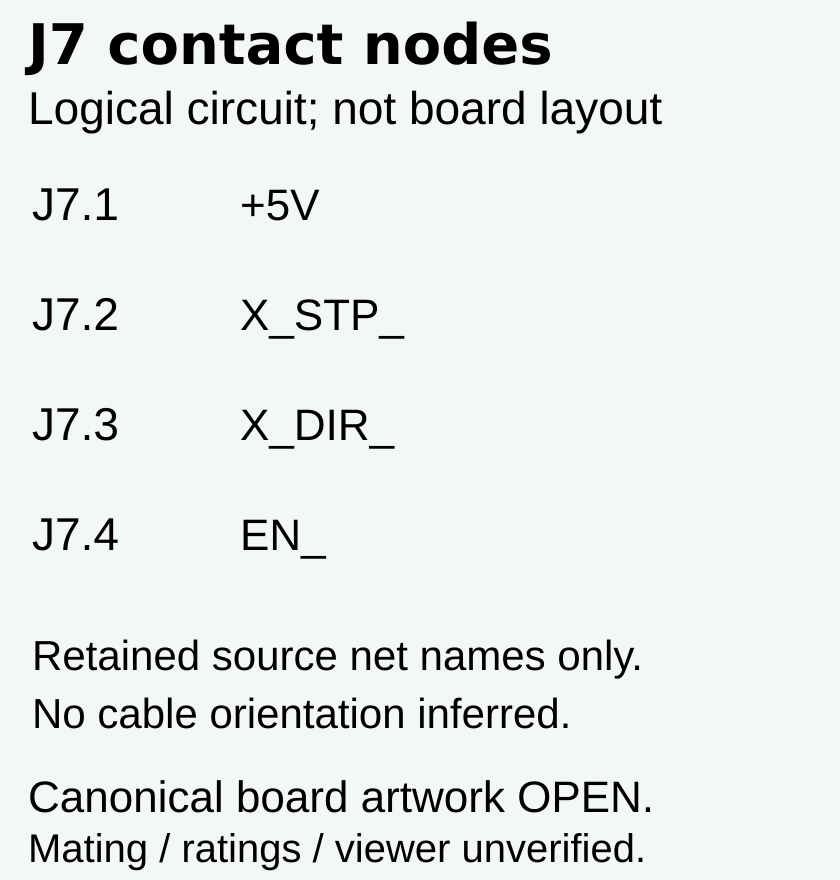 J7 contact nodes
Logical circuit; not board layout
J7.1 +5V
J7.2 X_STP_
J7.3 X_DIR_
J7.4 EN_
Retained source net names only.
No cable orientation inferred.
Canonical board artwork OPEN.
Mating / ratings / viewer unverified.